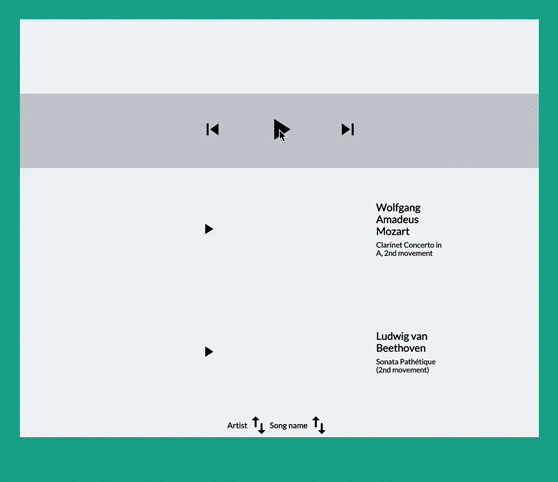 Wolfgang
Amadeus
Mozart
Clarinet Concerto in
A, 2nd movement
Ludwig van
Beethoven
Sonata Pathétique
(2nd movement)
Artist Song name